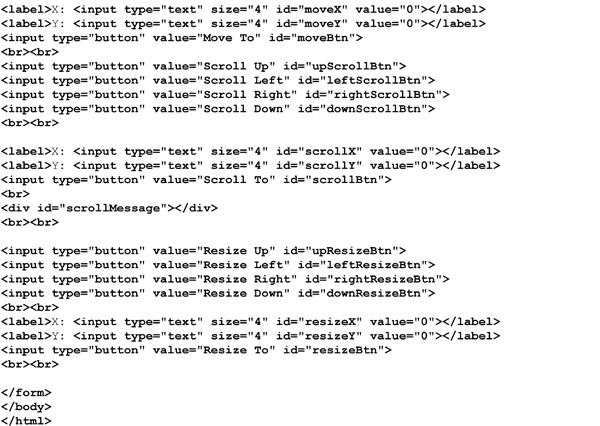 <label>X: <input type="text" size="4" id="moveX" value="0"></label>
<label>Y: <input type="text" size="4" id="moveY" value="0"></label>
<input type="button" value="Move To" id="moveBtn">
<br><br>
<input type="button" value="Scroll Up" id="upScrollBtn">
<input type="button" value="Scroll Left" id="leftScrollBtn">
<input type="button" value="Scroll Right" id="rightScrollBtn">
<input type="button" value="Scroll Down" id="downScrollBtn">
<br><br>
<label>X: <input type="text" size="4" id="scrollX" value="0"></label>
<label>Y: <input type="text" size="4" id="scrollY" value="0"></label>
<input type="button" value="Scroll To" id="scrollBtn">
<br>
<div id="scrollMessage"></div>
<br><br>
<input type="button" value="Resize Up" id="upResizeBtn">
<input type="button" value="Resize Left" id="leftResizeBtn">
<input type="button" value="Resize Right" id="rightResizeBtn">
<input type="button" value="Resize Down" id="downResizeBtn">
<br><br>
<label>X: <input type="text" size="4" id="resizeX" value="0"></label>
<label>Y: <input type="text" size="4" id="resizeY" value="0"></label>
<input type="button" value="Resize To" id="resizeBtn">
<br><br>
</form>
</body>
</html>